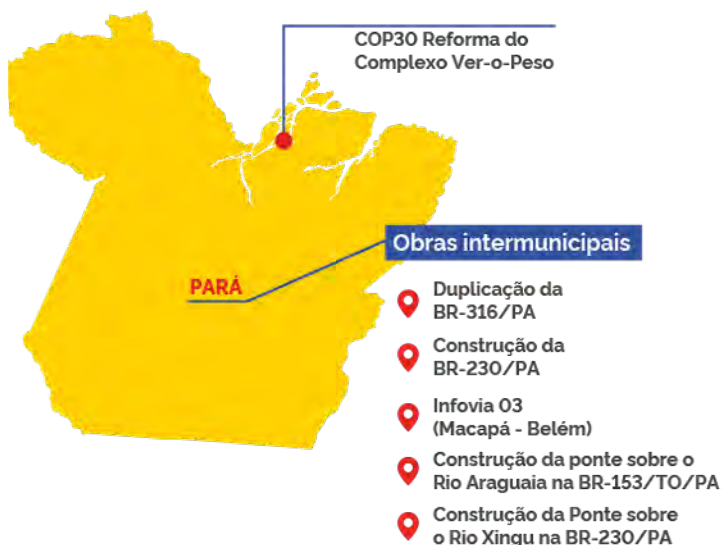 COP30 Reforma do
Complexo Ver-o-Peso
Obras intermunicipais
PARÁ
Duplicação da
BR-316/PA
Construção da
BR-230/PA
Infovia 03
(Macapá - Belém)
Construção da ponte sobre o
Rio Araguaia na BR-153/TO/PA
Construção da Ponte sobre
o Rio Xingu na BR-230/PA